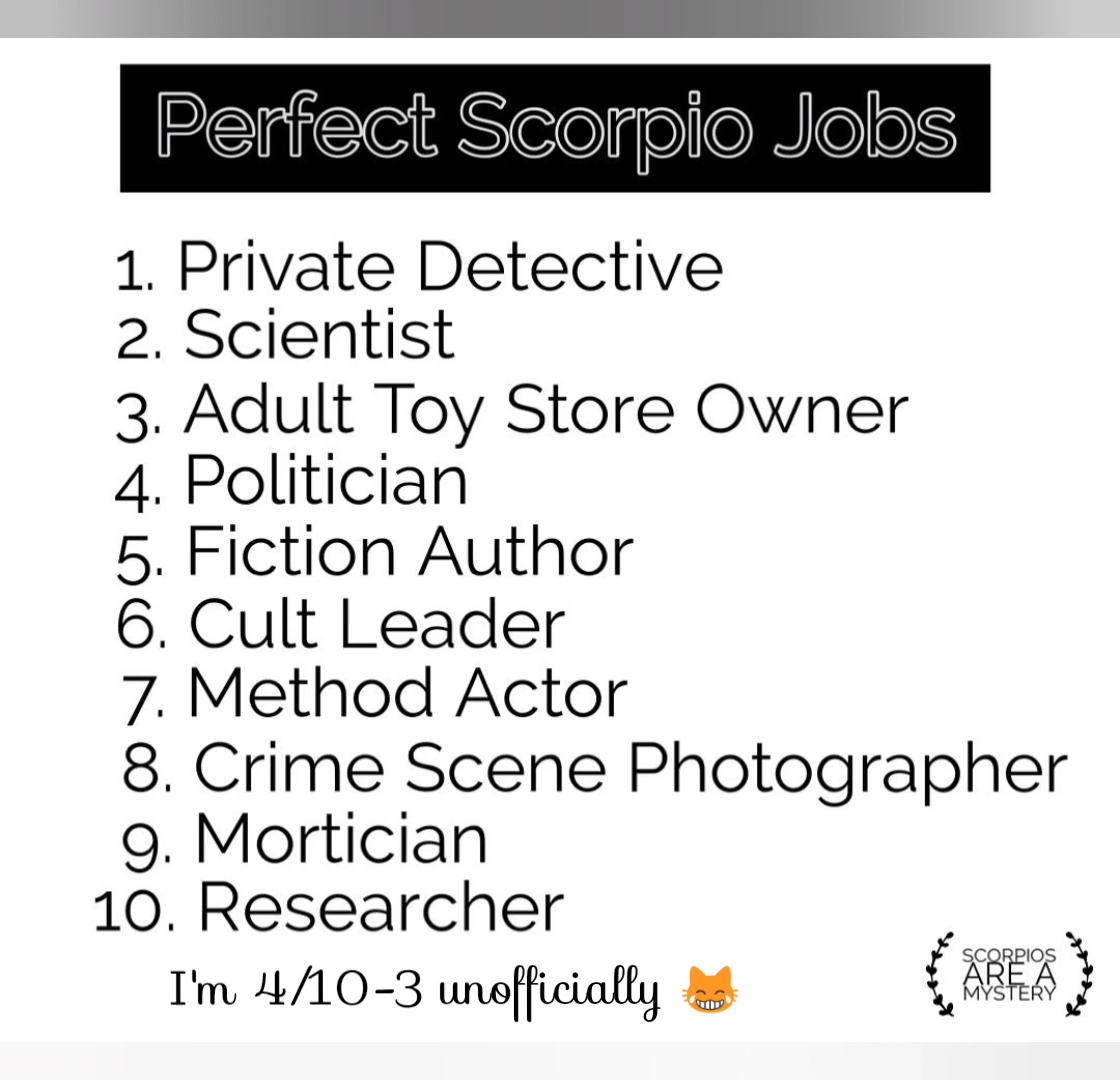 Perfect Scorpio Jobs
1. Private Detective
2. Scientist
3. Adult Toy Store Owner
4. Politician
5. Fiction Author
6. Cult Leader
7. Method Actor
8. Crime Scene Photographer
9. Mortician
10. Researcher
I'm 4/10-3 unofficially 😹
SCORPIOS
ARE A
MYSTERY